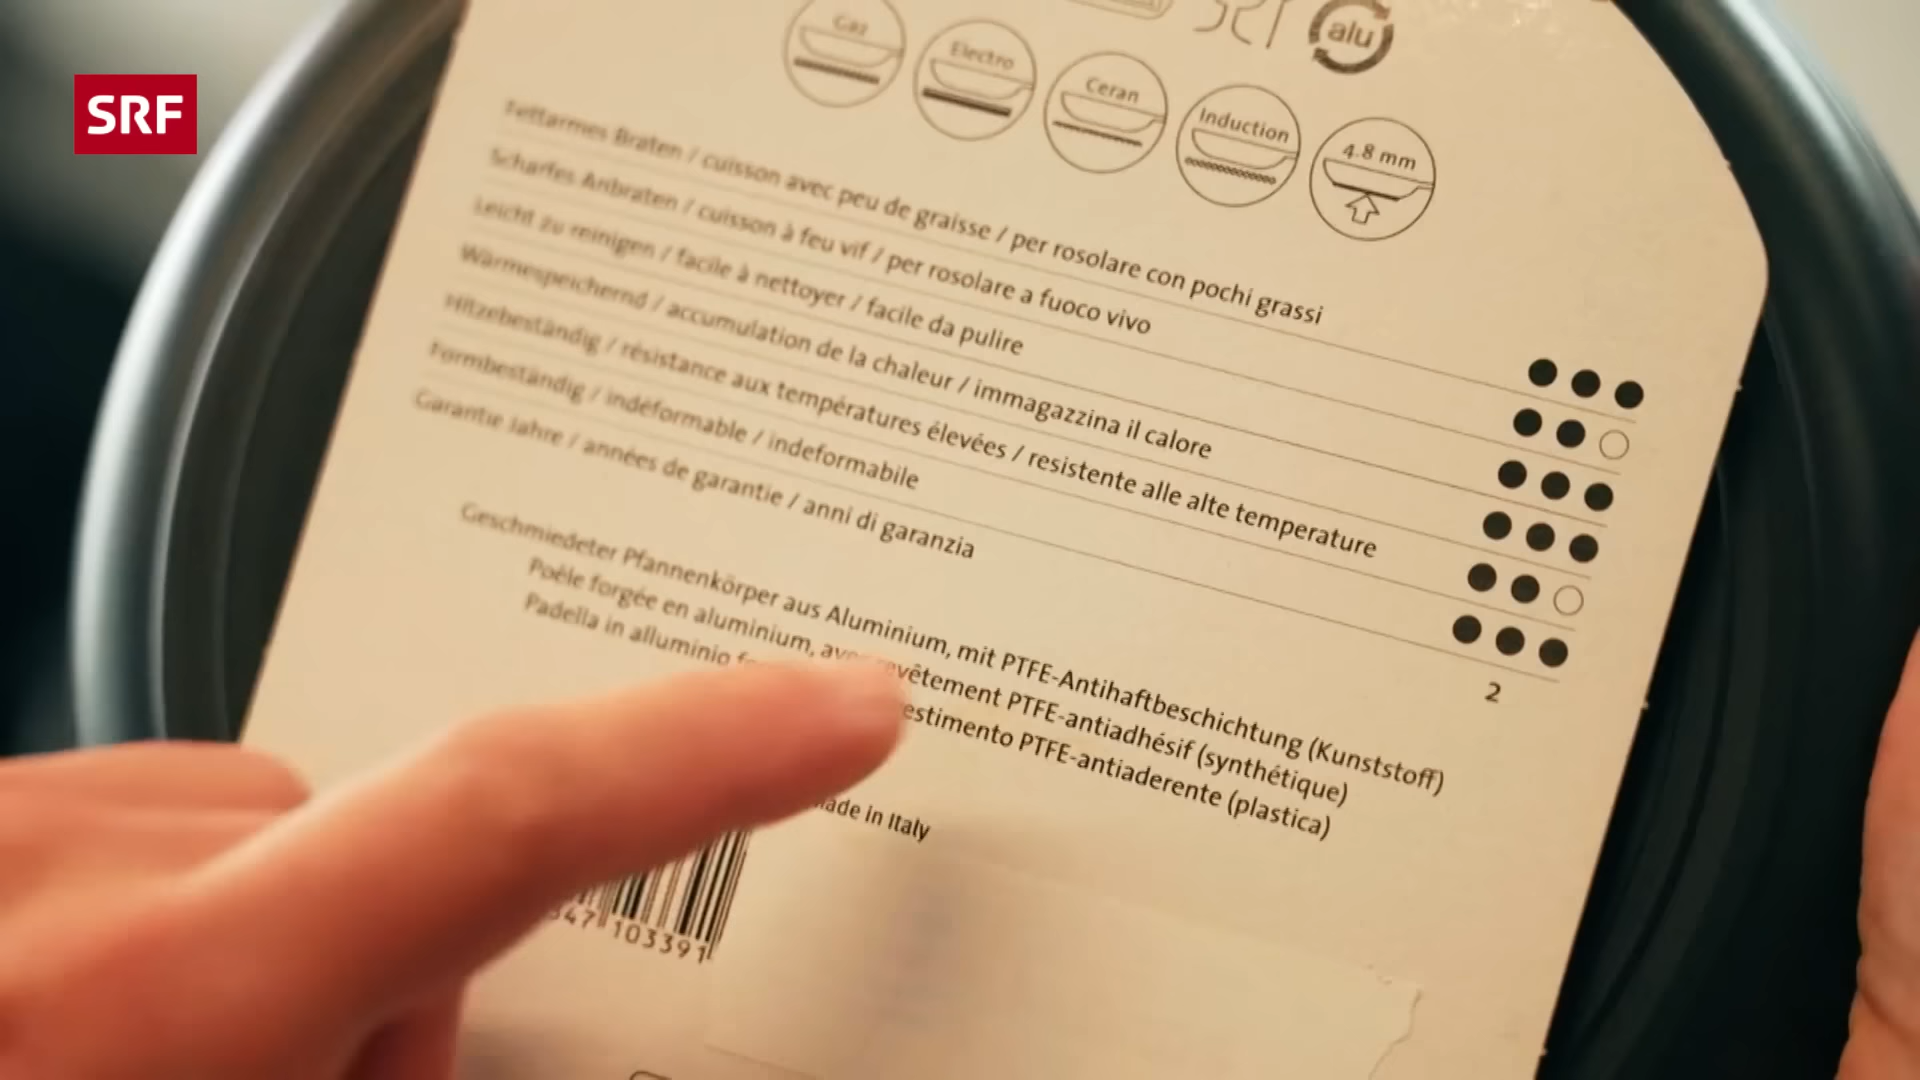 SRF
alu
Gaz
Electro
Ceran
Induction
4.8 mm
Fettarmes Braten / cuisson avec peu de graisse / per rosolare con pochi grassi
Scharfes Anbraten / cuisson à feu vif / per rosolare a fuoco vivo
Leicht zu reinigen / facile à nettoyer / facile da pulire
Wärmespeichernd / accumulation de la chaleur / immagazzina il calore
Hitzebeständig / résistance aux températures élevées / resistente alle alte temperature
Formbeständig / indéformable / indeformabile
Garantie Jahre / années de garantie / anni di garanzia
2
Geschmiedeter Pfannenkörper aus Aluminium, mit PTFE-Antihaftbeschichtung (Kunststoff)
Poêle forgée en aluminium, avec revêtement PTFE-antiadhésif (synthétique)
Padella in alluminio estimento PTFE-antiaderente (plastica)
Made in Italy
347 103391